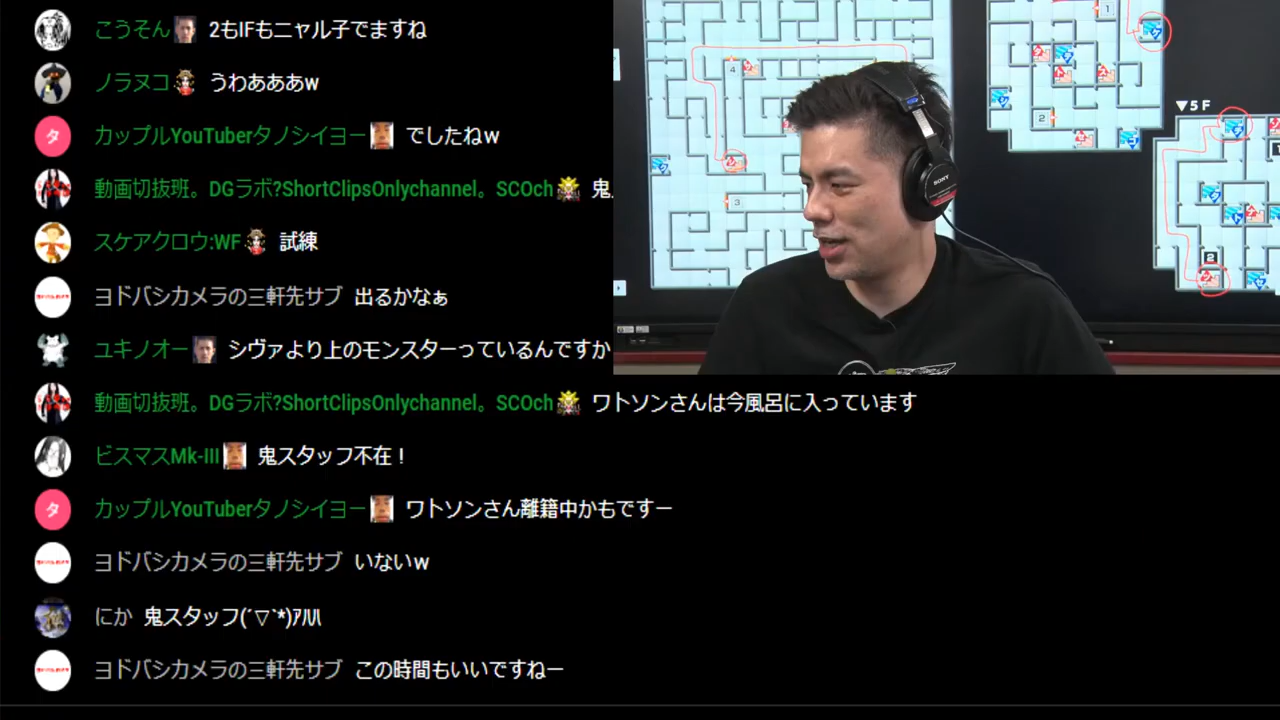 こうそん 2もIFもニャル子でますね
ノラヌコ うわあああw
タ カップルYouTuberタノシイヨー でしたねw
動画切抜班。DGラボ?ShortClipsOnlychannel。SCOch 鬼
スケアクロウ:WF 試練
ヨドバシカメラの三軒先サブ 出るかなぁ
ユキノオー シヴァより上のモンスターっているんですか
動画切抜班。DGラボ?ShortClipsOnlychannel。SCOch ワトソンさんは今風呂に入っています
ビスマスMk-III 鬼スタッフ不在！
タ カップルYouTuberタノシイヨー ワトソンさん離籍中かもですー
ヨドバシカメラの三軒先サブ いないw
にか 鬼スタッフ(´▽`*)ｱﾊﾊ
ヨドバシカメラの三軒先サブ この時間もいいですねー
4
3
1
2
▼5F
2
SONY